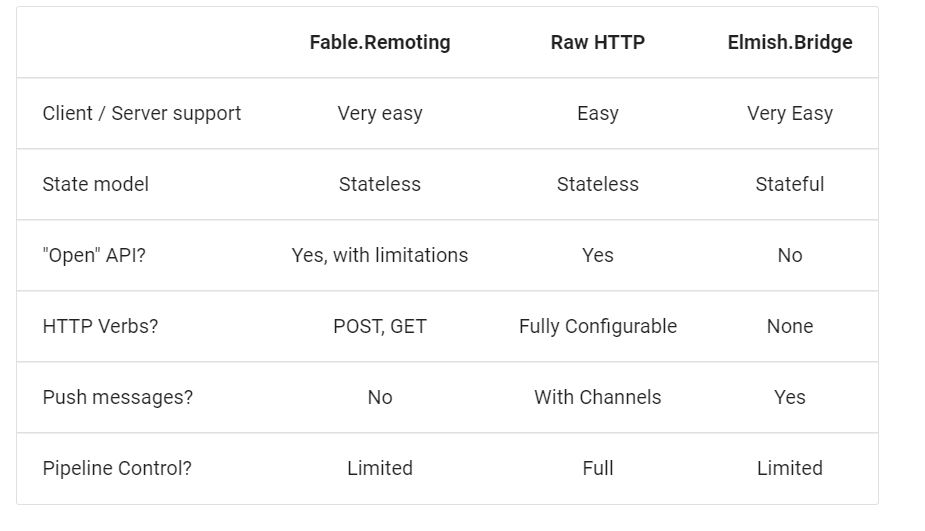 Fable.Remoting Raw HTTP Elmish.Bridge
Client / Server support Very easy Easy Very Easy
State model Stateless Stateless Stateful
"Open" API? Yes, with limitations Yes No
HTTP Verbs? POST, GET Fully Configurable None
Push messages? No With Channels Yes
Pipeline Control? Limited Full Limited